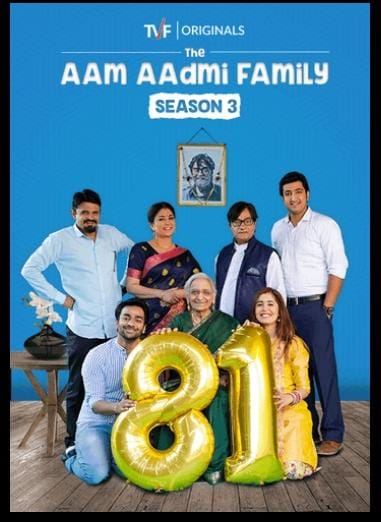 TVF | ORIGINALS
The
AAM AAdmi FAMILY
SEASON 3
81